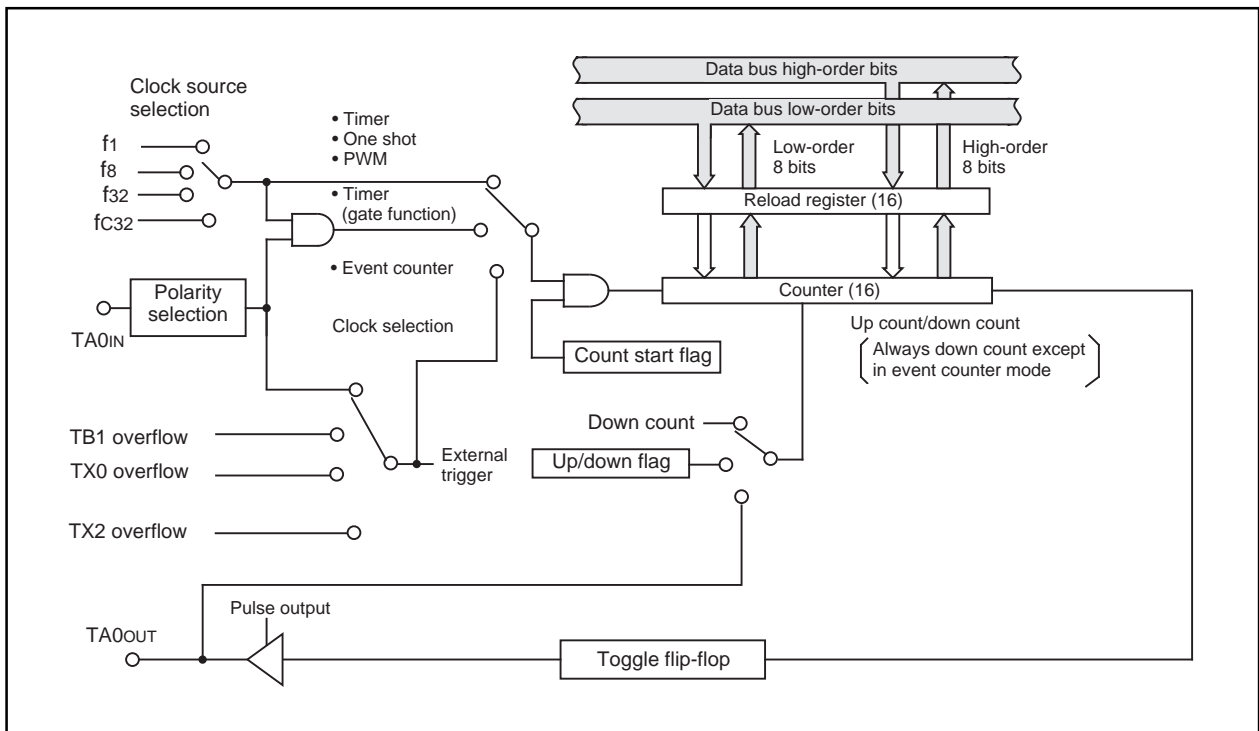 Clock source
selection
f1
f8
f32
fC32
• Timer
• One shot
• PWM
• Timer
(gate function)
• Event counter
Clock selection
Polarity
selection
TA0IN
TB1 overflow
TX0 overflow
TX2 overflow
External
trigger
Data bus high-order bits
Data bus low-order bits
Low-order
8 bits
High-order
8 bits
Reload register (16)
Counter (16)
Count start flag
Up count/down count
Always down count except
in event counter mode
Down count
Up/down flag
Pulse output
TA0OUT
Toggle flip-flop